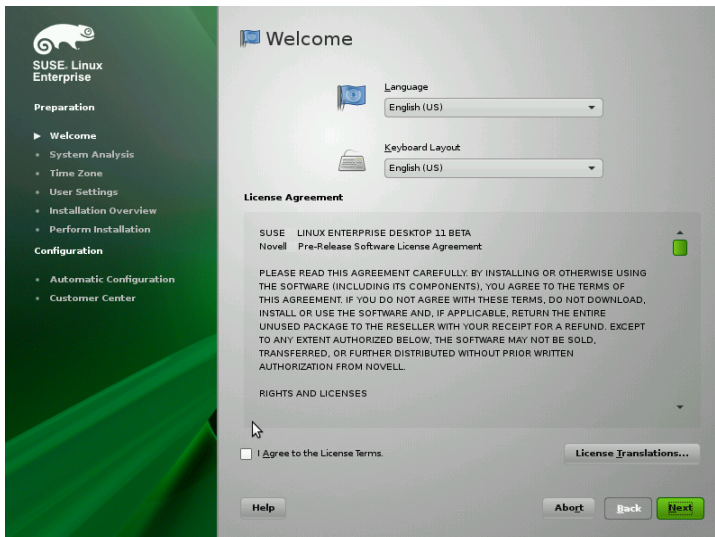 SUSE. Linux
Enterprise
Preparation
Welcome
System Analysis
Time Zone
User Settings
Installation Overview
Perform Installation
Configuration
Automatic Configuration
Customer Center
Welcome
Language
English (US)
Keyboard Layout
English (US)
License Agreement
SUSE LINUX ENTERPRISE DESKTOP 11 BETA
Novell Pre-Release Software License Agreement
PLEASE READ THIS AGREEMENT CAREFULLY. BY INSTALLING OR OTHERWISE USING
THE SOFTWARE (INCLUDING ITS COMPONENTS), YOU AGREE TO THE TERMS OF
THIS AGREEMENT. IF YOU DO NOT AGREE WITH THESE TERMS, DO NOT DOWNLOAD,
INSTALL OR USE THE SOFTWARE AND, IF APPLICABLE, RETURN THE ENTIRE
UNUSED PACKAGE TO THE RESELLER WITH YOUR RECEIPT FOR A REFUND. EXCEPT
TO ANY EXTENT AUTHORIZED BELOW, THE SOFTWARE MAY NOT BE SOLD,
TRANSFERRED, OR FURTHER DISTRIBUTED WITHOUT PRIOR WRITTEN
AUTHORIZATION FROM NOVELL.
RIGHTS AND LICENSES
I Agree to the License Terms.
License Translations...
Help
Abort
Back
Next